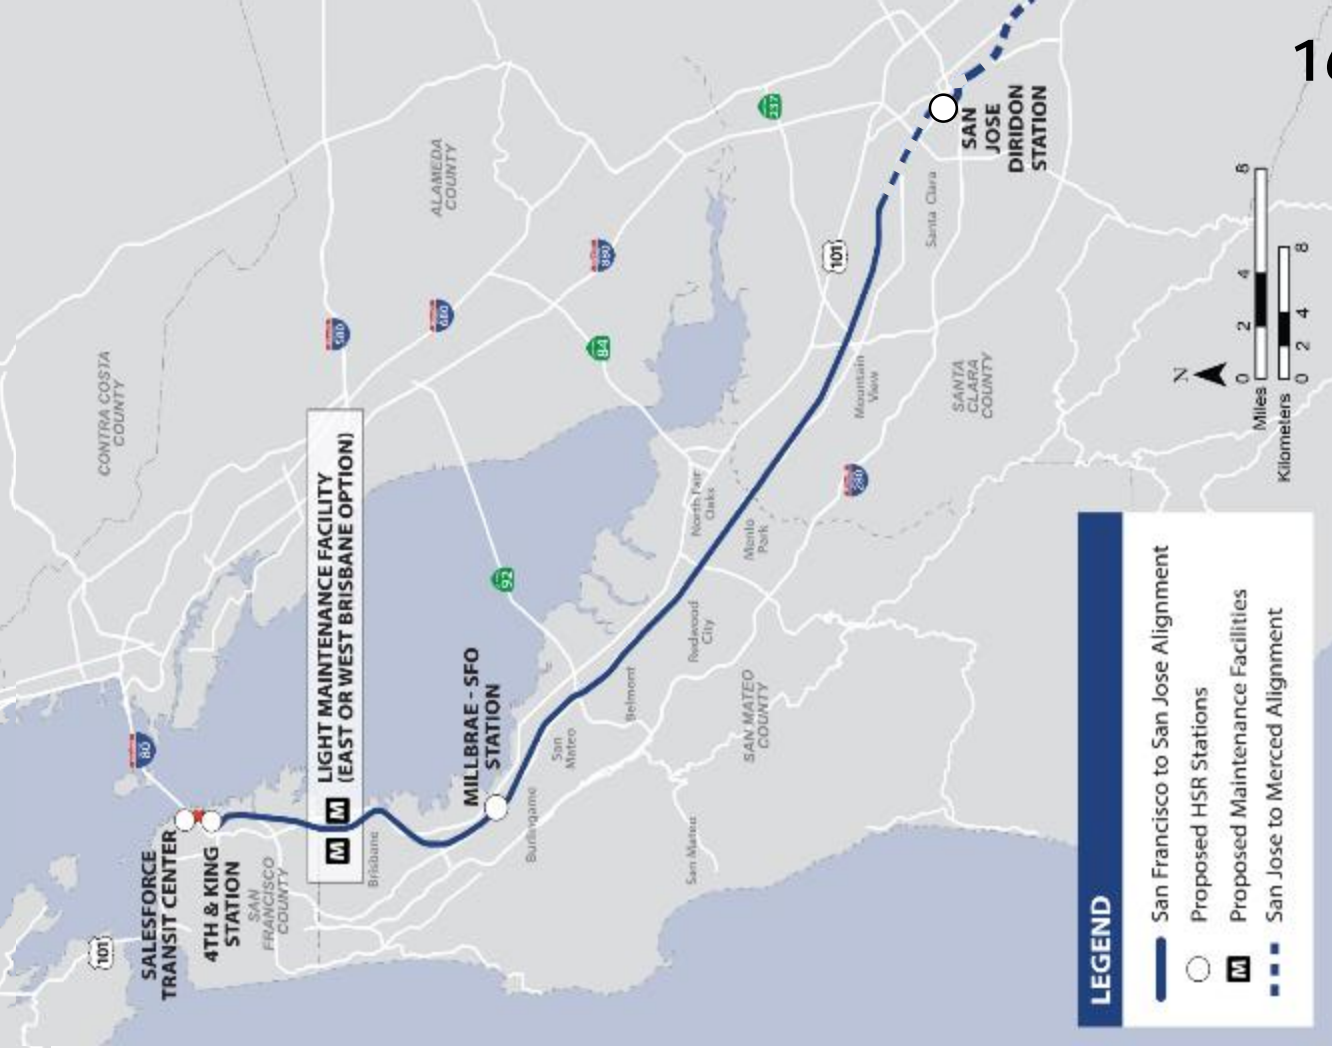 101
SALESFORCE
TRANSIT CENTER
4TH & KING
STATION
SAN
FRANCISCO
COUNTY
80
CONTRA COSTA
COUNTY
LIGHT MAINTENANCE FACILITY
(EAST OR WEST BRISBANE OPTION)
M M
Brisbane
580
680
ALAMEDA
COUNTY
MILLBRAE - SFO
STATION
92
Burlingame
San
Mateo
Belmont
84
880
San Mateo
Redwood
City
North Fair
Oaks
SAN MATEO
COUNTY
Menlo
Park
237
101
Mountain
View
280
Santa Clara
SANTA
CLARA
COUNTY
SAN
JOSE
DIRIDON
STATION
LEGEND
San Francisco to San Jose Alignment
Proposed HSR Stations
M Proposed Maintenance Facilities
San Jose to Merced Alignment
N
0 2 4 8
Miles
0 2 4 8
Kilometers